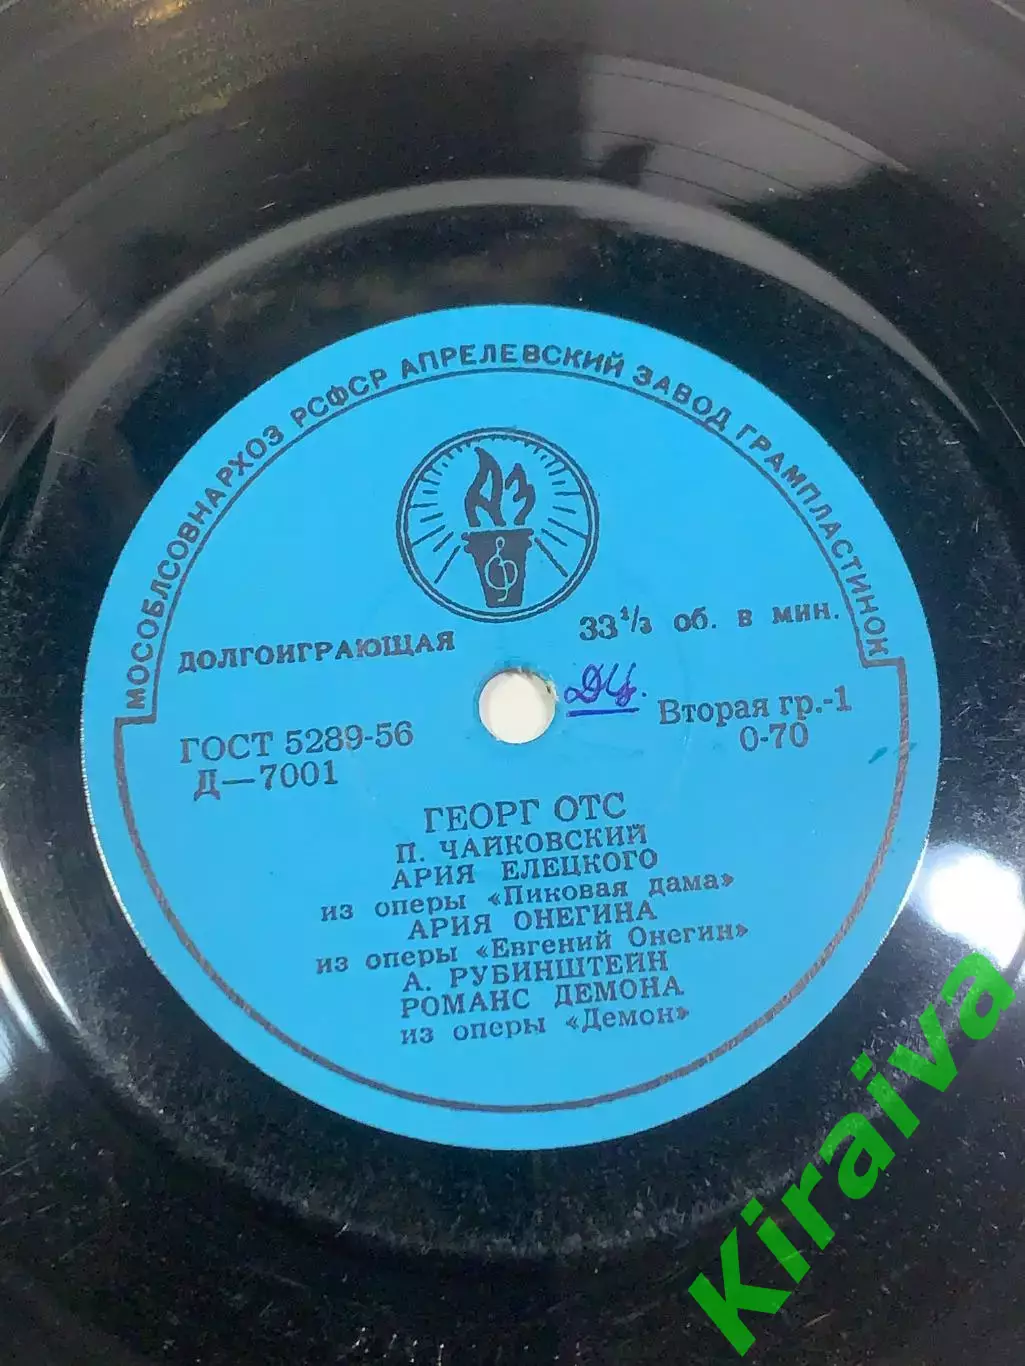 МОСОБЛСОВНАРХОЗ РСФСР АПРЕЛЕВСКИЙ ЗАВОД ГРАМПЛАСТИНОК
АЗ
ДОЛГОИГРАЮЩАЯ
33 1/3 об. в мин.
ДЦ.
ГОСТ 5289-56
Вторая гр.-1
Д—7001
0-70
ГЕОРГ ОТС
П. ЧАЙКОВСКИЙ
АРИЯ ЕЛЕЦКОГО
из оперы «Пиковая дама»
АРИЯ ОНЕГИНА
из оперы «Евгений Онегин»
А. РУБИНШТЕЙН
РОМАНС ДЕМОНА
из оперы «Демон»
Kiraiva